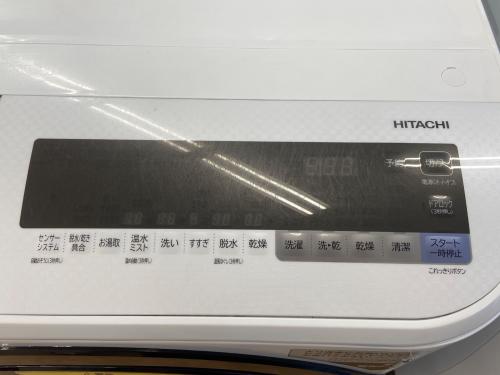 HITACHI
予約
切/入
電源オートオフ
ドアロック
(3秒押し)
センサー
システム
脱水/乾き
具合
お湯取
温水
ミスト
洗い
すすぎ
脱水
乾燥
洗濯
洗・乾
乾燥
清潔
スタート
一時停止
これっきりボタン